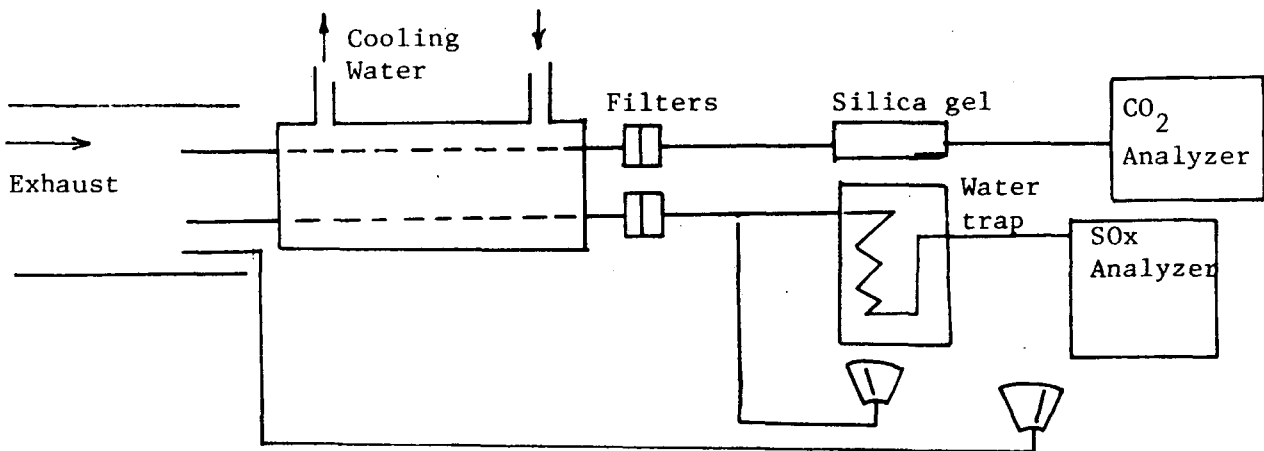 Cooling
Water
Filters
Silica gel
CO2
Analyzer
Exhaust
Water
trap
SOx
Analyzer